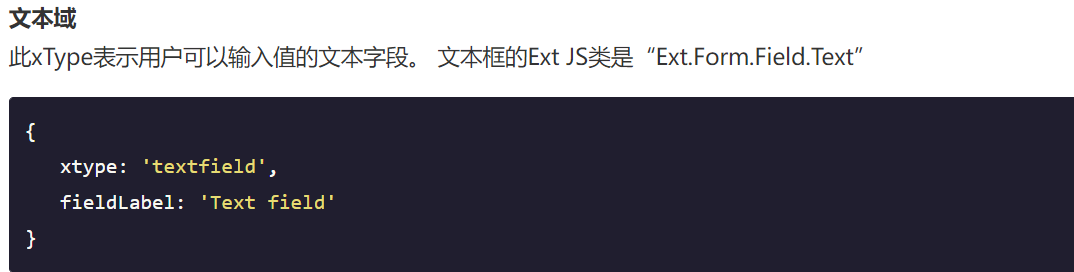 文本域
此xType表示用户可以输入值的文本字段。 文本框的Ext JS类是“Ext.Form.Field.Text”
{
   xtype: 'textfield',
   fieldLabel: 'Text field'
}